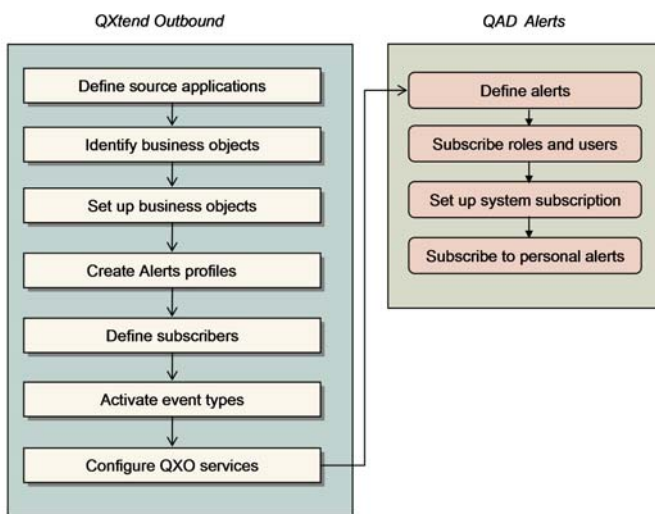 QXtend Outbound
Define source applications
Identify business objects
Set up business objects
Create Alerts profiles
Define subscribers
Activate event types
Configure QXO services
QAD Alerts
Define alerts
Subscribe roles and users
Set up system subscription
Subscribe to personal alerts